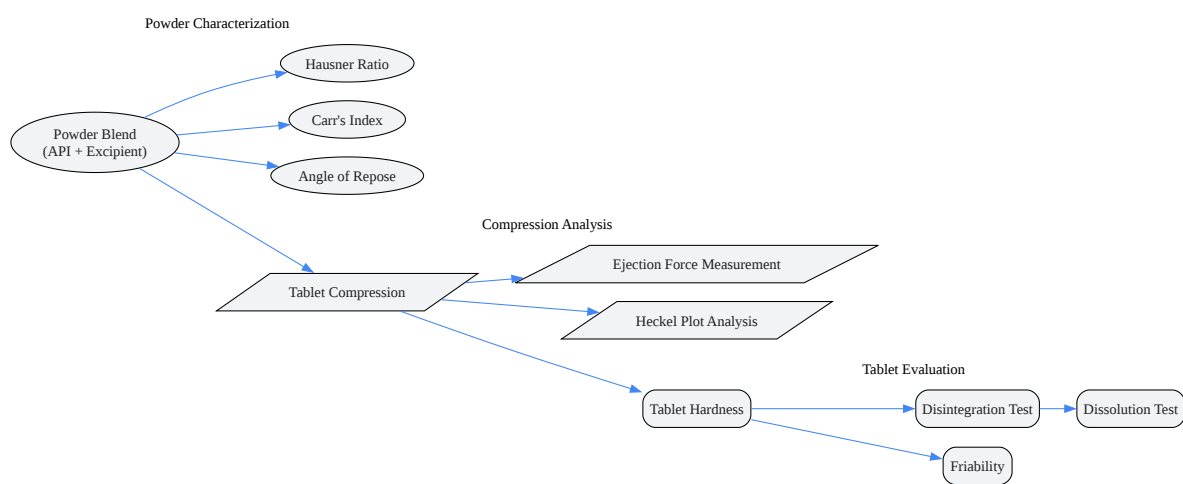 Powder Characterization
Hausner Ratio
Carr's Index
Powder Blend
(API + Excipient)
Angle of Repose
Compression Analysis
Ejection Force Measurement
Tablet Compression
Heckel Plot Analysis
Tablet Evaluation
Tablet Hardness
Disintegration Test
Dissolution Test
Friability